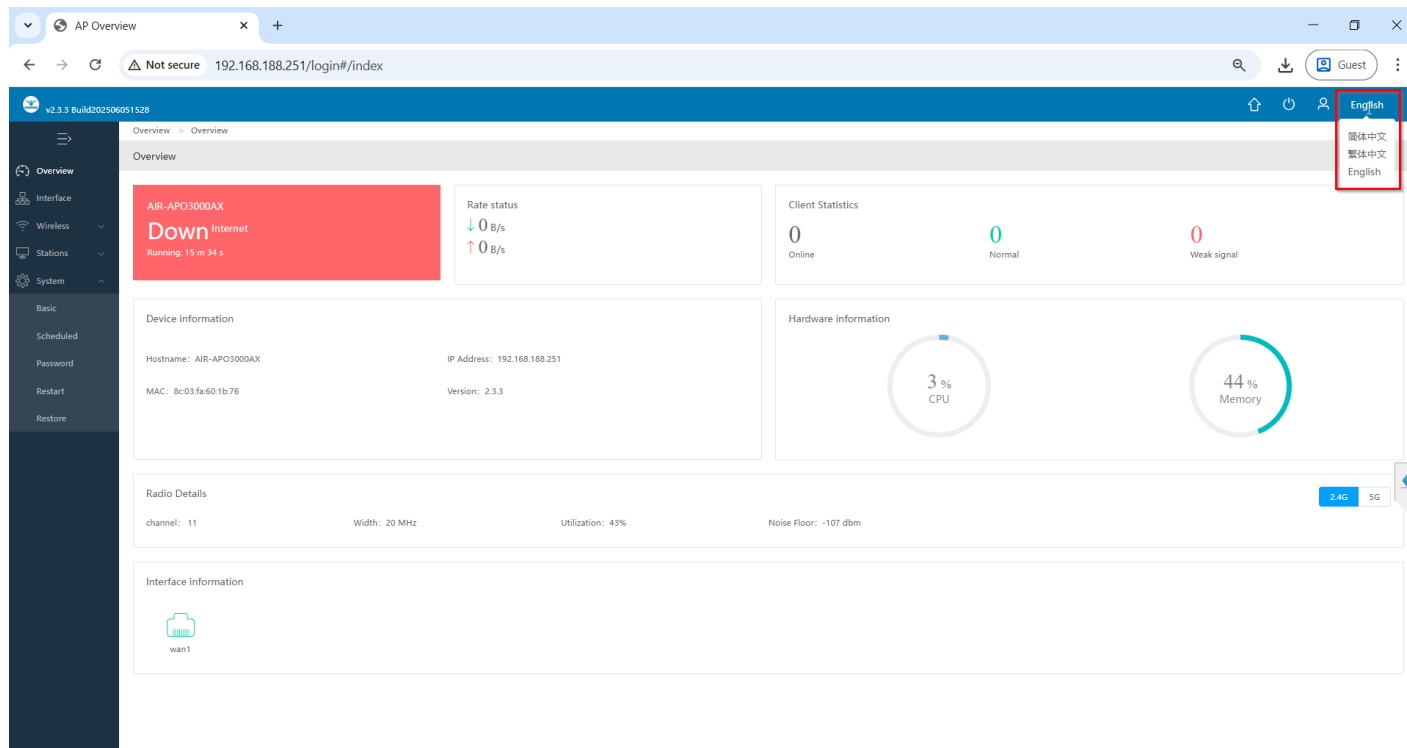 AP Overview
Not secure 192.168.188.251/login#/index
Guest
v2.3.3 Build202506051528
English
简体中文
繁体中文
English
Overview > Overview
Overview
Overview
Interface
Wireless
Stations
System
Basic
Scheduled
Password
Restart
Restore
AIR-APO3000AX
Down Internet
Running: 15 m 34 s
Rate status
↓ 0 B/s
↑ 0 B/s
Client Statistics
0 0 0
Online Normal Weak signal
Device information
Hostname: AIR-APO3000AX IP Address: 192.168.188.251
MAC: 8c:03:fa:60:1b:76 Version: 2.3.3
Hardware information
3 %
CPU
44 %
Memory
Radio Details
2.4G 5G
channel: 11 Width: 20 MHz Utilization: 43% Noise Floor: -107 dbm
Interface information
wan1